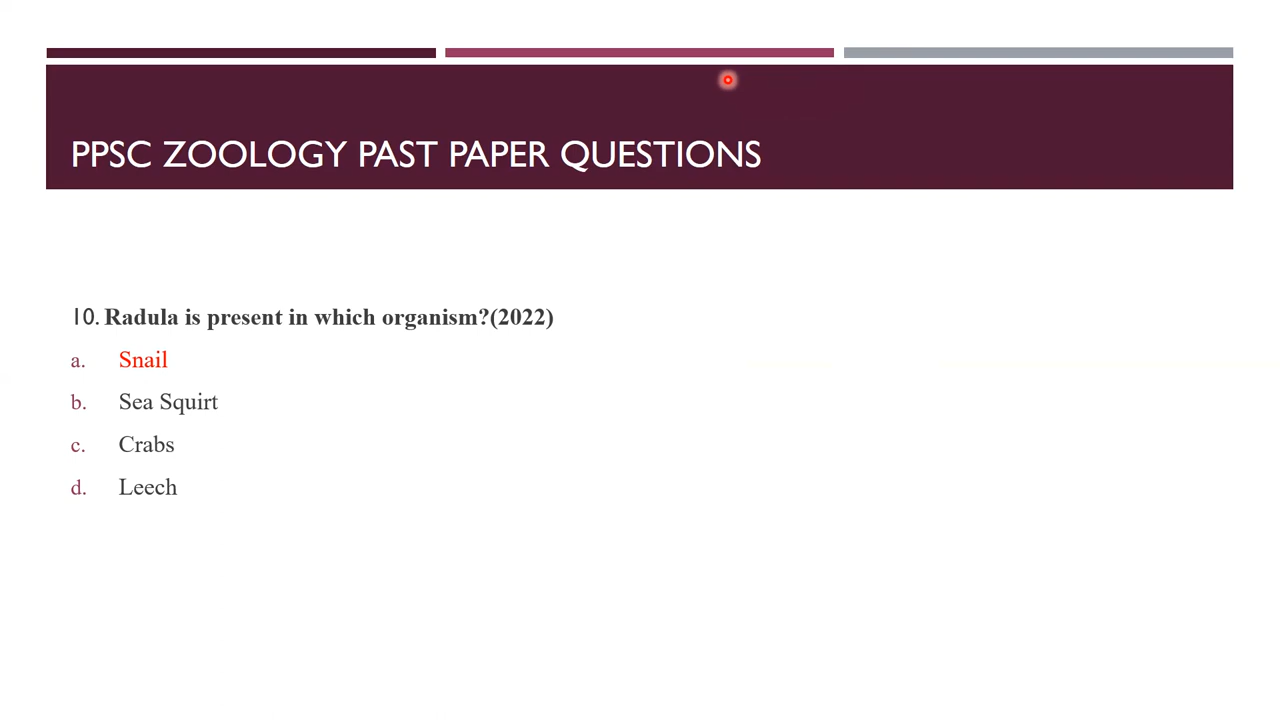 PPSC ZOOLOGY PAST PAPER QUESTIONS
10. Radula is present in which organism?(2022)
a. Snail
b. Sea Squirt
c. Crabs
d. Leech